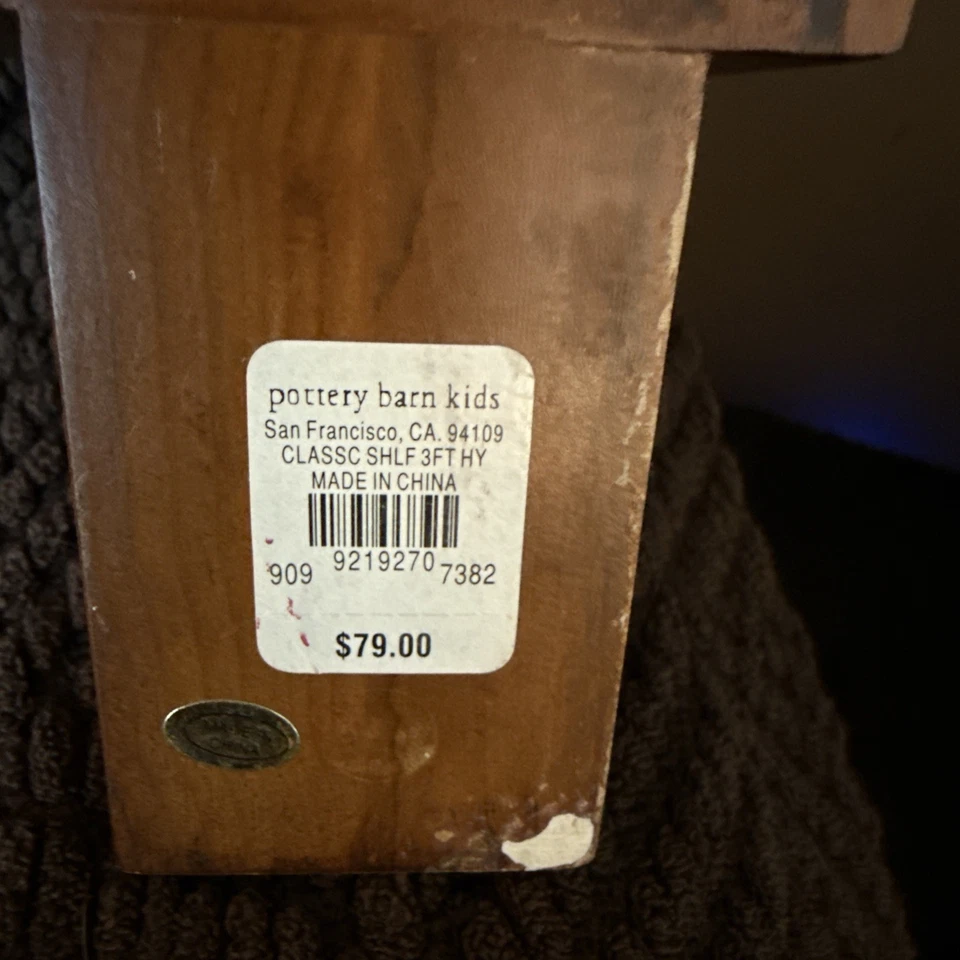 pottery barn kids
San Francisco, CA. 94109
CLASSC SHLF 3FT HY
MADE IN CHINA
909 9219270 7382
$79.00